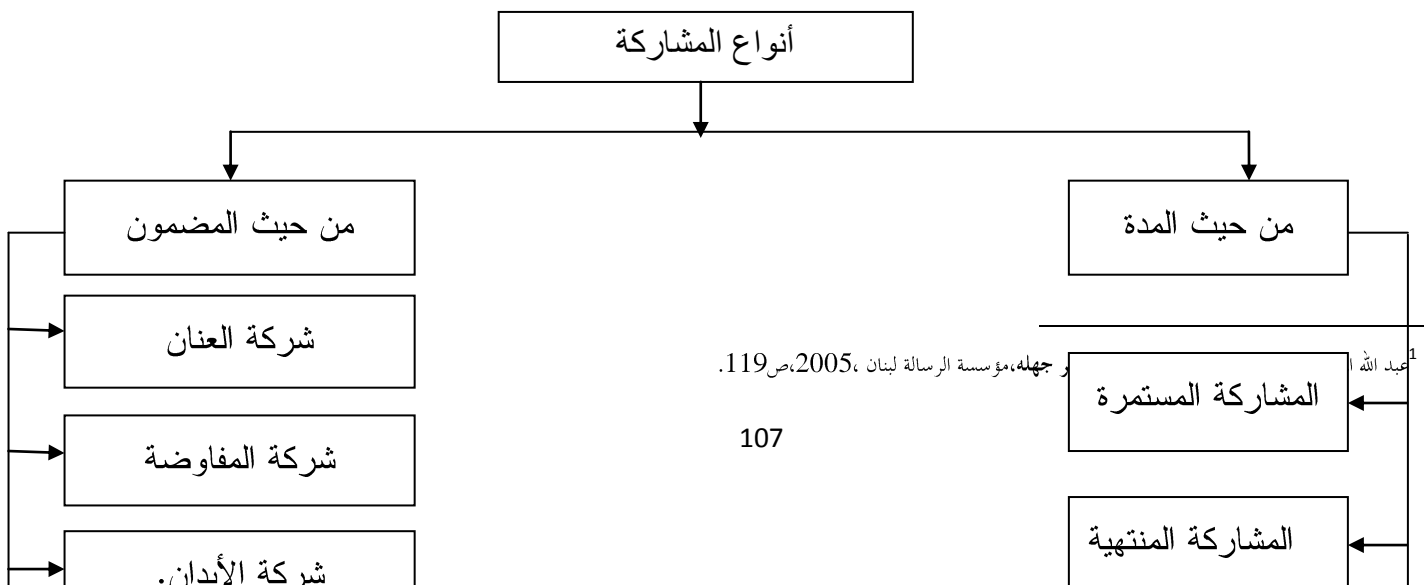 أنواع المشاركة
من حيث المدة
من حيث المضمون
شركة العنان
المشاركة المستمرة
شركة المفاوضة
المشاركة المنتهية
شركة الأبدان.
1عبد الله جهله،مؤسسة الرسالة لبنان ،2005،ص119.
107